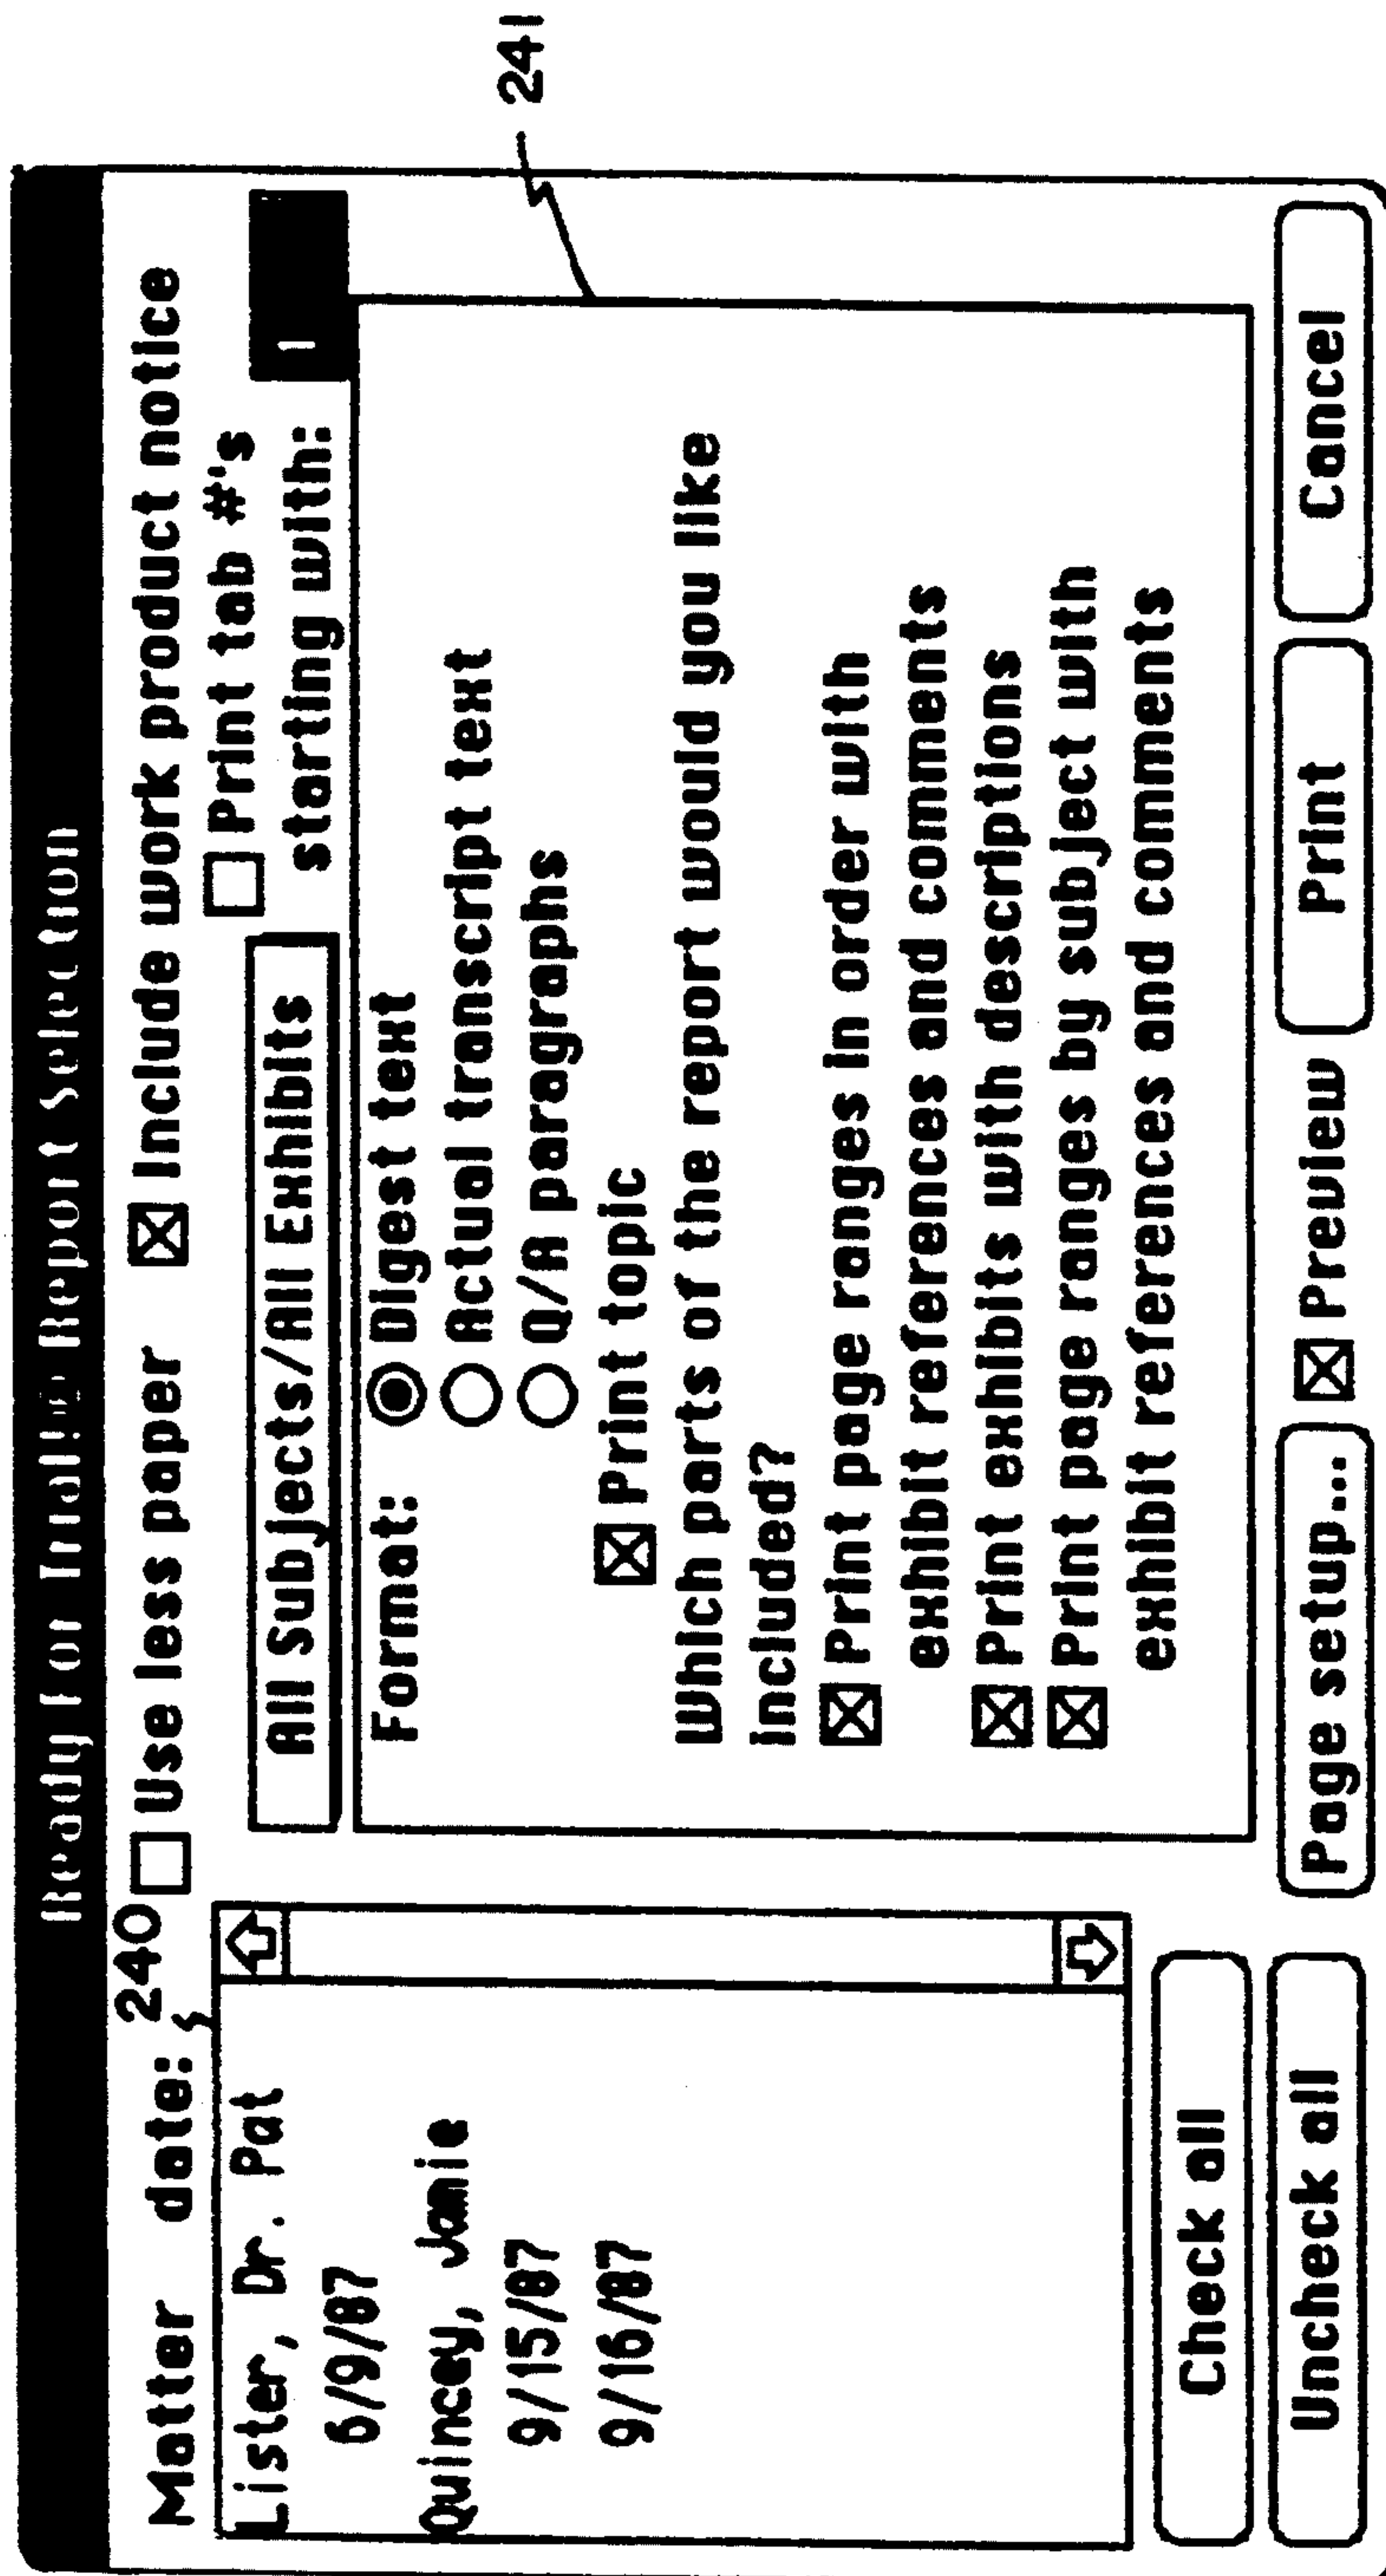 Ready For Trial!® Report Selection
Matter date:
240
Use less paper
Include work product notice
Print tab #'s
starting with:
1
Lister, Dr. Pat
6/9/87
Quincey, Janie
9/15/87
9/16/87
Check all
Uncheck all
All Subjects/All Exhibits
Format:
Digest text
Actual transcript text
Q/A paragraphs
Print topic
Which parts of the report would you like
included?
Print page ranges in order with
exhibit references and comments
Print exhibits with descriptions
Print page ranges by subject with
exhibit references and comments
241
Page setup...
Preview
Print
Cancel